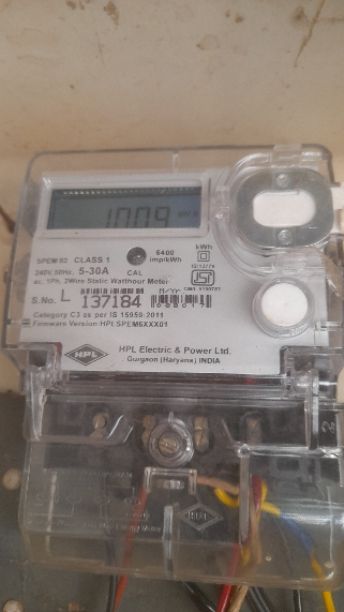 1009
SPEM 02 CLASS 1
240V, 50Hz, 5-30A CAL
6400
imp/kWh
kWh
ac, 1Ph, 2Wire Static Watthour Meter
S.No. L 137184
Category C3 as per IS 15959:2011
Firmware Version:HPLSPEM5XXX01
HPL
HPL Electric & Power Ltd.
Gurgaon (Haryana) INDIA
HPL